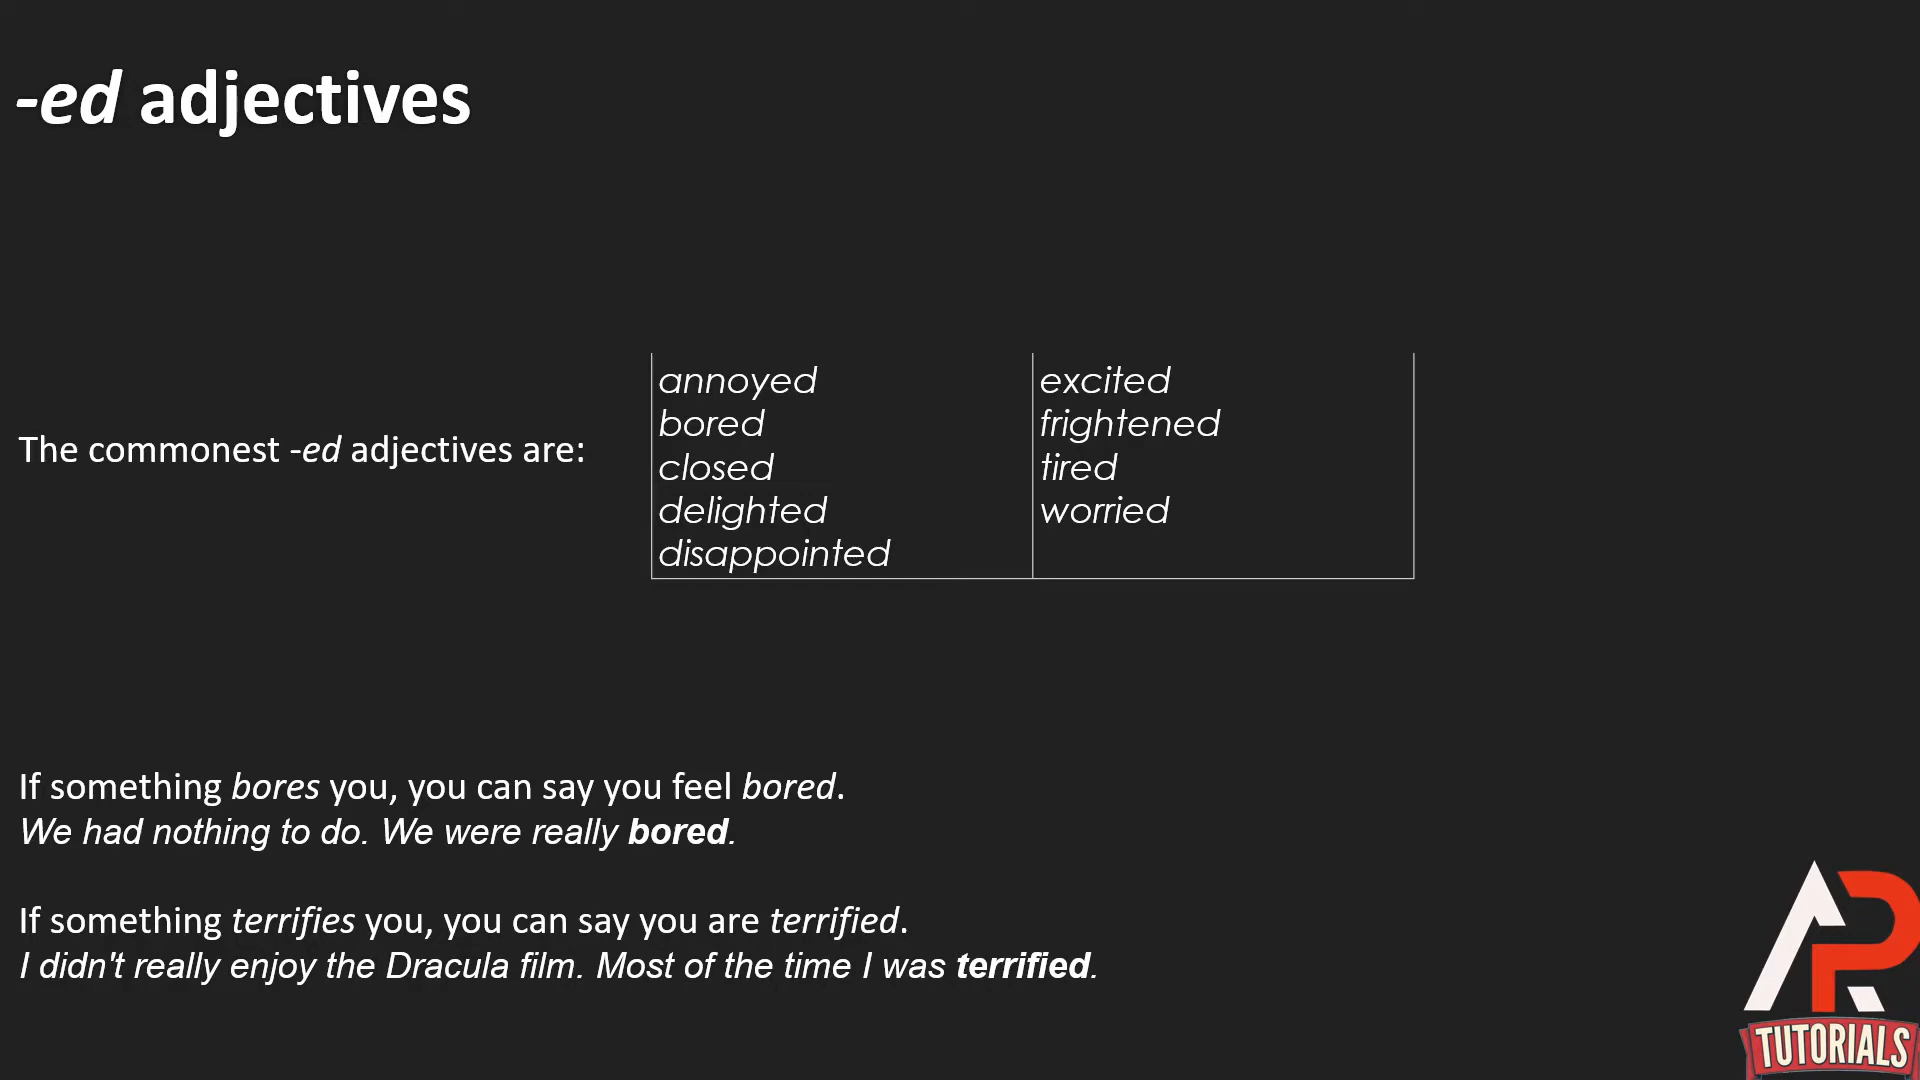 -ed adjectives
The commonest -ed adjectives are:
annoyed
bored
closed
delighted
disappointed
excited
frightened
tired
worried
If something bores you, you can say you feel bored.
We had nothing to do. We were really bored.
If something terrifies you, you can say you are terrified.
I didn't really enjoy the Dracula film. Most of the time I was terrified.
AP
TUTORIALS